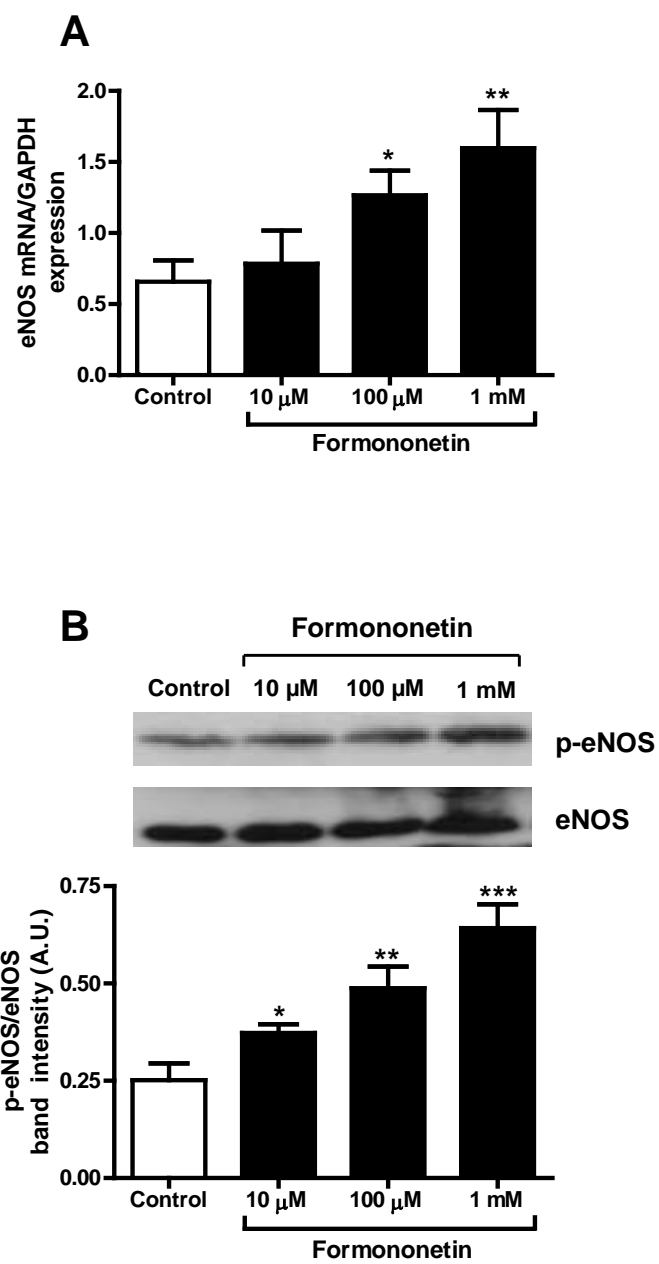 A
eNOS mRNA/GAPDH
expression
2.0
1.5
1.0
0.5
0.0
*
**
Control 10 μM 100 μM 1 mM
Formononetin
B
Formononetin
Control 10 µM 100 µM 1 mM
p-eNOS
eNOS
p-eNOS/eNOS
band intensity (A.U.)
0.75
0.50
0.25
0.00
*
**
***
Control 10 μM 100 μM 1 mM
Formononetin